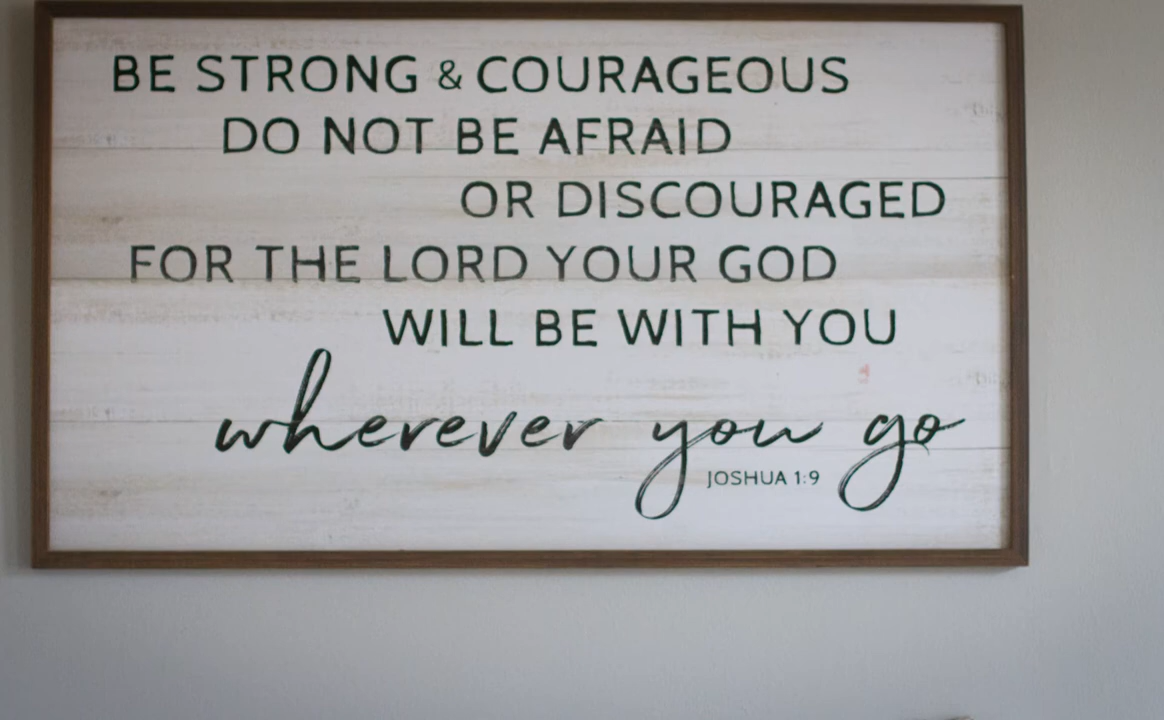 BE STRONG & COURAGEOUS
DO NOT BE AFRAID
OR DISCOURAGED
FOR THE LORD YOUR GOD
WILL BE WITH YOU
wherever you go
JOSHUA 1:9